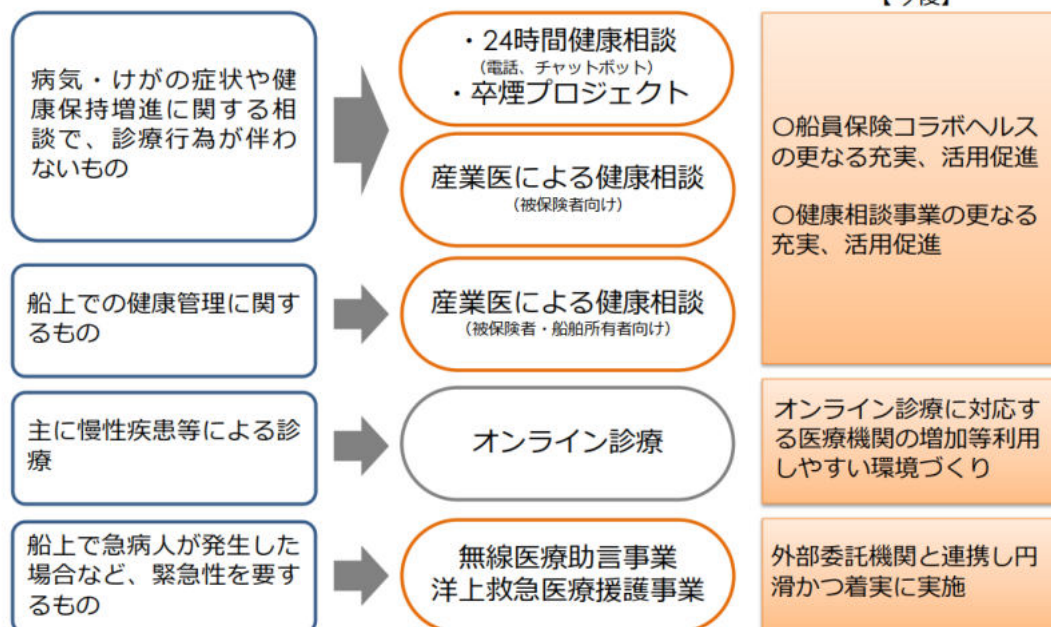 【今後】
病気・けがの症状や健
康保持増進に関する相
談で、診療行為が伴わ
ないもの
・24時間健康相談
(電話、チャットボット)
・卒煙プロジェクト
産業医による健康相談
(被保険者向け)
〇船員保険コラボヘルス
の更なる充実、活用促進
〇健康相談事業の更なる
充実、活用促進
船上での健康管理に関す
るもの
産業医による健康相談
(被保険者・船舶所有者向け)
主に慢性疾患等による診
療
オンライン診療
オンライン診療に対応す
る医療機関の増加等利用
しやすい環境づくり
船上で急病人が発生した
場合など、緊急性を要す
るもの
無線医療助言事業
洋上救急医療援護事業
外部委託機関と連携し円
滑かつ着実に実施